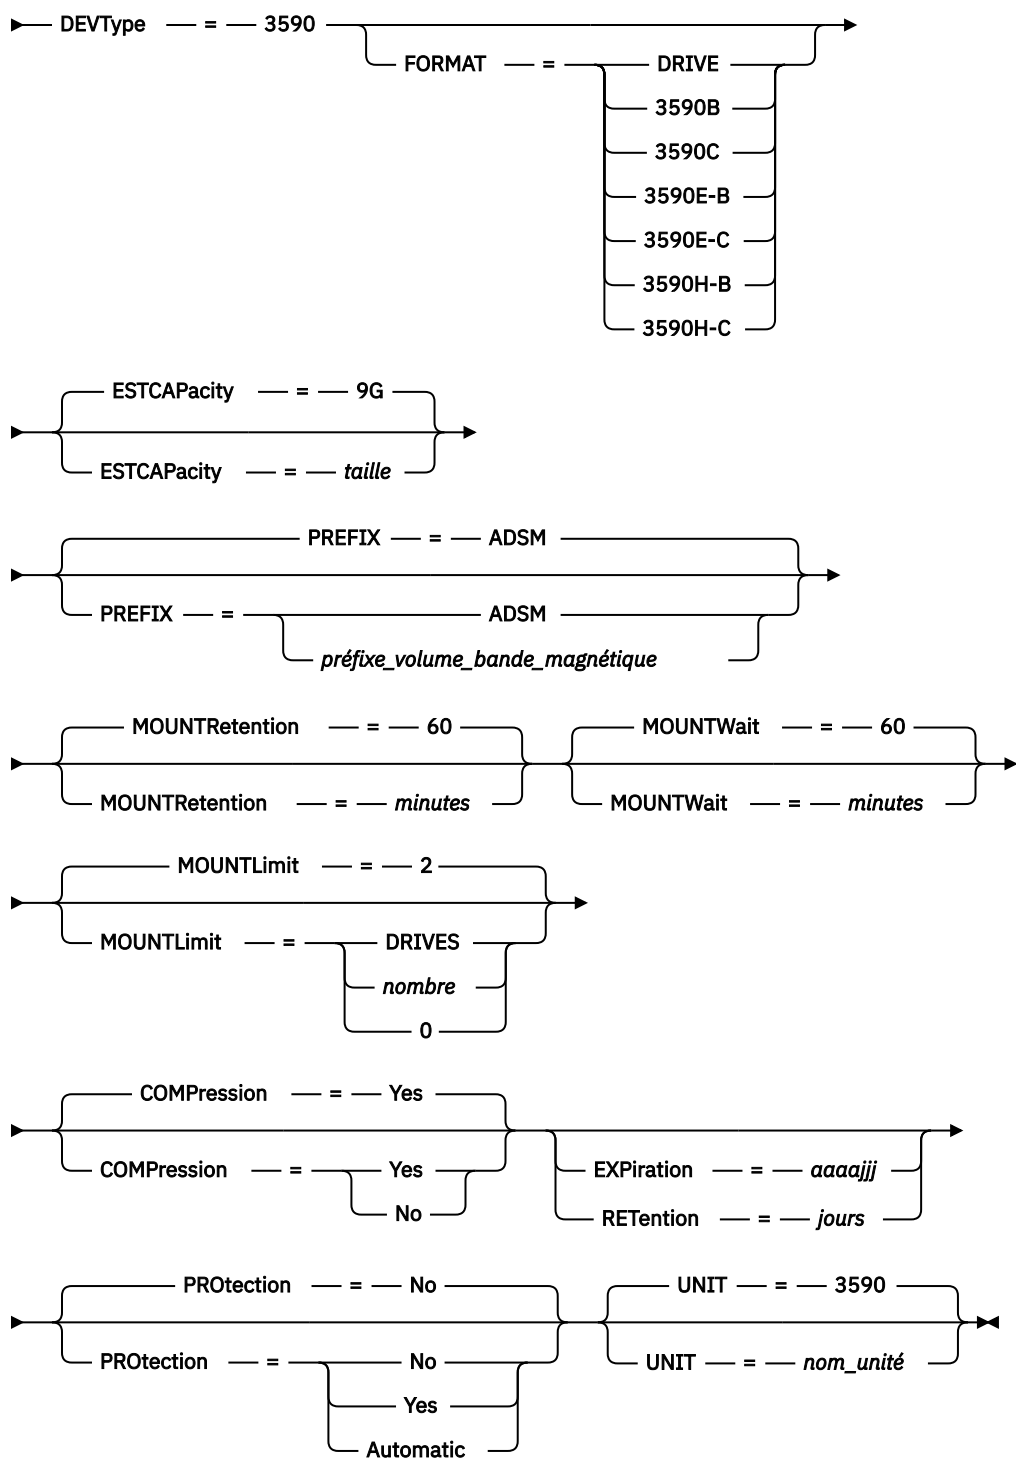 DEVType = 3590
FORMAT = DRIVE
3590B
3590C
3590E-B
3590E-C
3590H-B
3590H-C
ESTCAPacity = 9G
ESTCAPacity = taille
PREFIX = ADSM
PREFIX = ADSM
préfixe_volume_bande_magnétique
MOUNTRetention = 60 MOUNTWait = 60
MOUNTRetention = minutes MOUNTWait = minutes
MOUNTLimit = 2
MOUNTLimit = DRIVES
nombre
0
COMPression = Yes
COMPression = Yes EXPiration = aaaajjj
No RETention = jours
PROtection = No UNIT = 3590
PROtection = No UNIT = nom_unité
Yes
Automatic